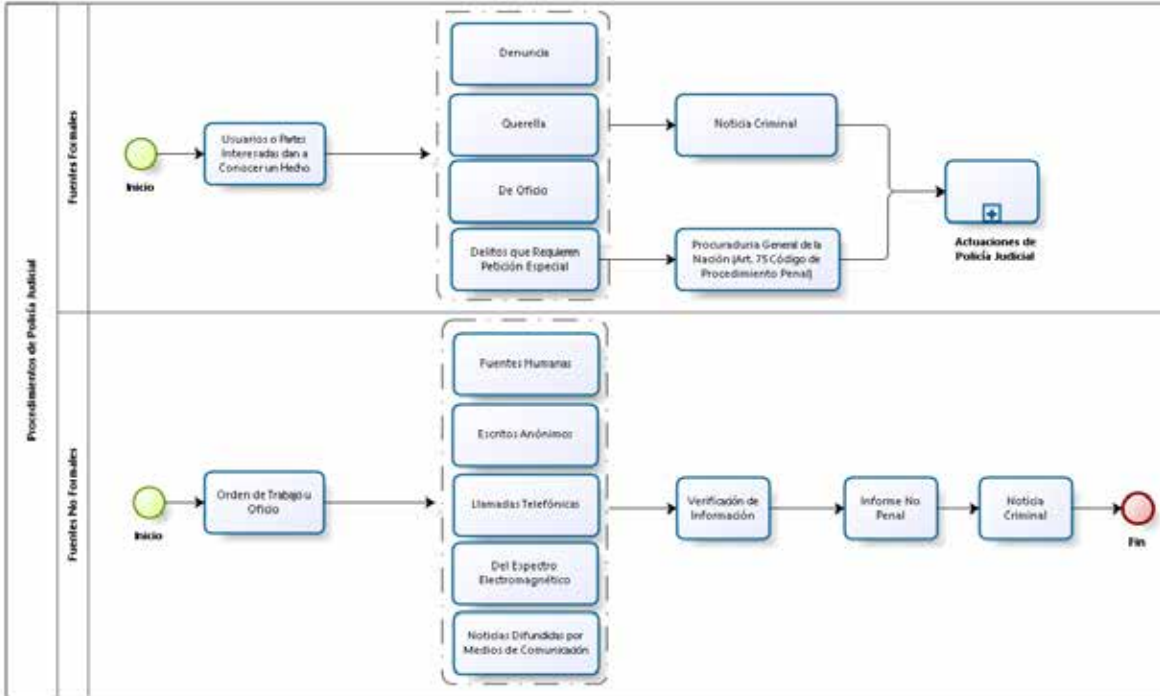 Procedimientos de Policía Judicial
Fuentes Formales
Inicio
Usuarios o Partes
Interesadas dan a
Conocer un Hecho
Denuncia
Querella
De Oficio
Delitos que Requieren
Petición Especial
Noticia Criminal
Procuraduría General de la
Nación (Art. 75 Código de
Procedimiento Penal)
Actuaciones de
Policía Judicial
Fuentes No Formales
Inicio
Orden de Trabajo u
Oficio
Fuentes Humanas
Escritos Anónimos
Llamadas Telefónicas
Del Espectro
Electromagnético
Noticias Difundidas por
Medios de Comunicación
Verificación de
Información
Informe No
Penal
Noticia
Criminal
Fin